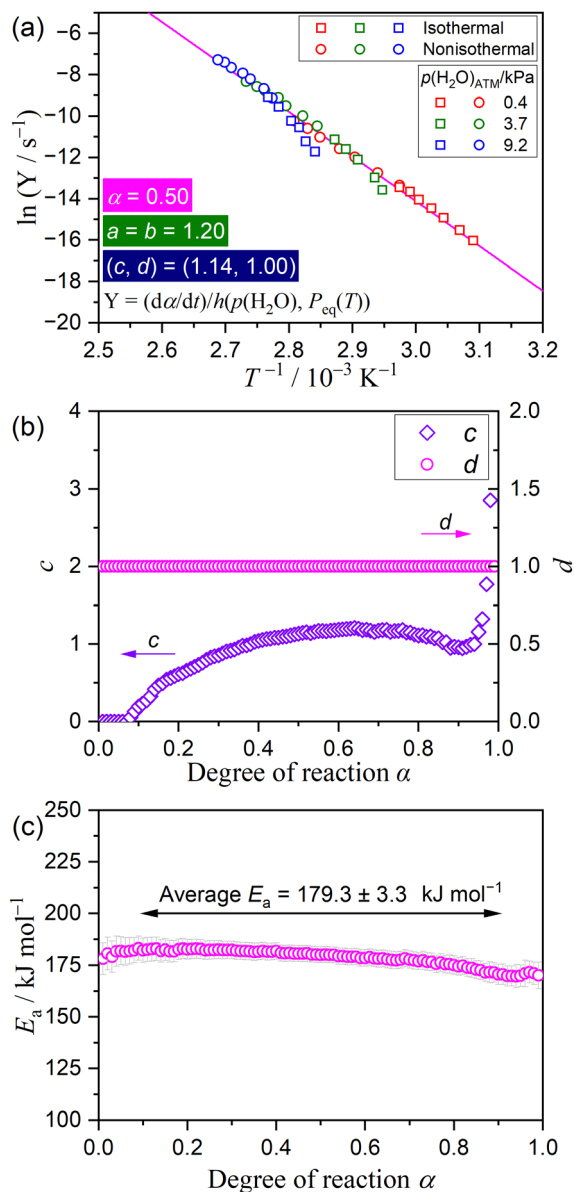 (a)
−6
−8
−10
−12
−14
−16
−18
−20
ln (Y / s⁻¹)
Isothermal
Nonisothermal
p(H₂O)ATM/kPa
0.4
3.7
9.2
α = 0.50
a = b = 1.20
(c, d) = (1.14, 1.00)
Y = (dα/dt)/h(p(H₂O), Peq(T))
2.5 2.6 2.7 2.8 2.9 3.0 3.1 3.2
T⁻¹ / 10⁻³ K⁻¹
(b)
4
3
2
1
0
c
c
d
d
c
2.0
1.5
1.0
0.5
0.0
d
0.0 0.2 0.4 0.6 0.8 1.0
Degree of reaction α
(c)
250
225
200
175
150
125
100
Eₐ / kJ mol⁻¹
Average Eₐ = 179.3 ± 3.3 kJ mol⁻¹
0.0 0.2 0.4 0.6 0.8 1.0
Degree of reaction α